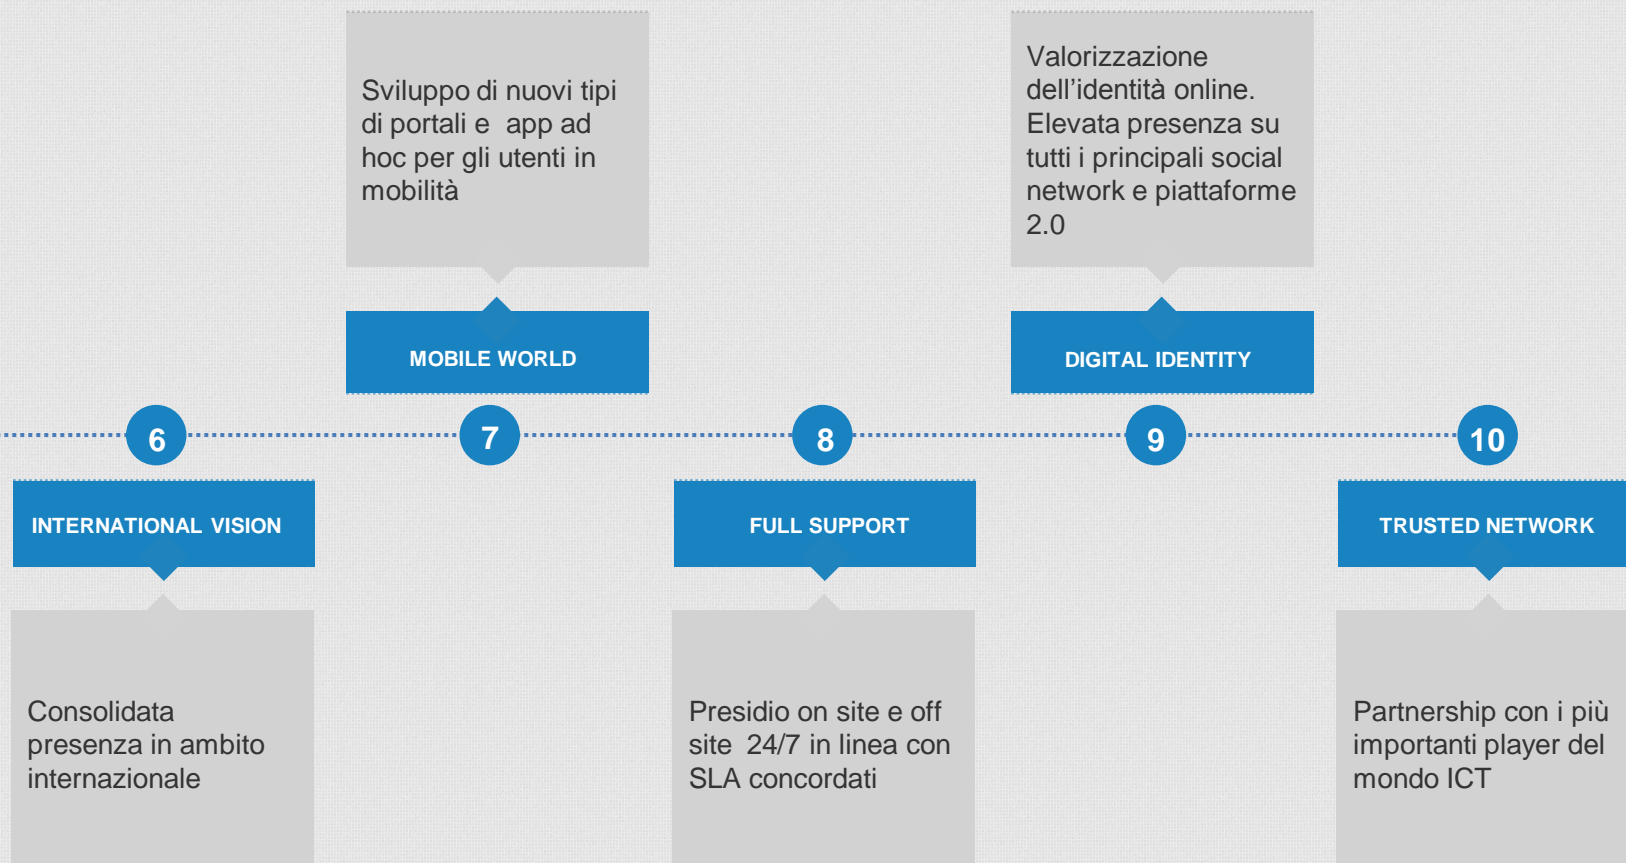 Sviluppo di nuovi tipi
di portali e app ad
hoc per gli utenti in
mobilità
MOBILE WORLD
Valorizzazione
dell’identità online.
Elevata presenza su
tutti i principali social
network e piattaforme
2.0
DIGITAL IDENTITY
6
7
8
9
10
INTERNATIONAL VISION
Consolidata
presenza in ambito
internazionale
FULL SUPPORT
Presidio on site e off
site 24/7 in linea con
SLA concordati
TRUSTED NETWORK
Partnership con i più
importanti player del
mondo ICT